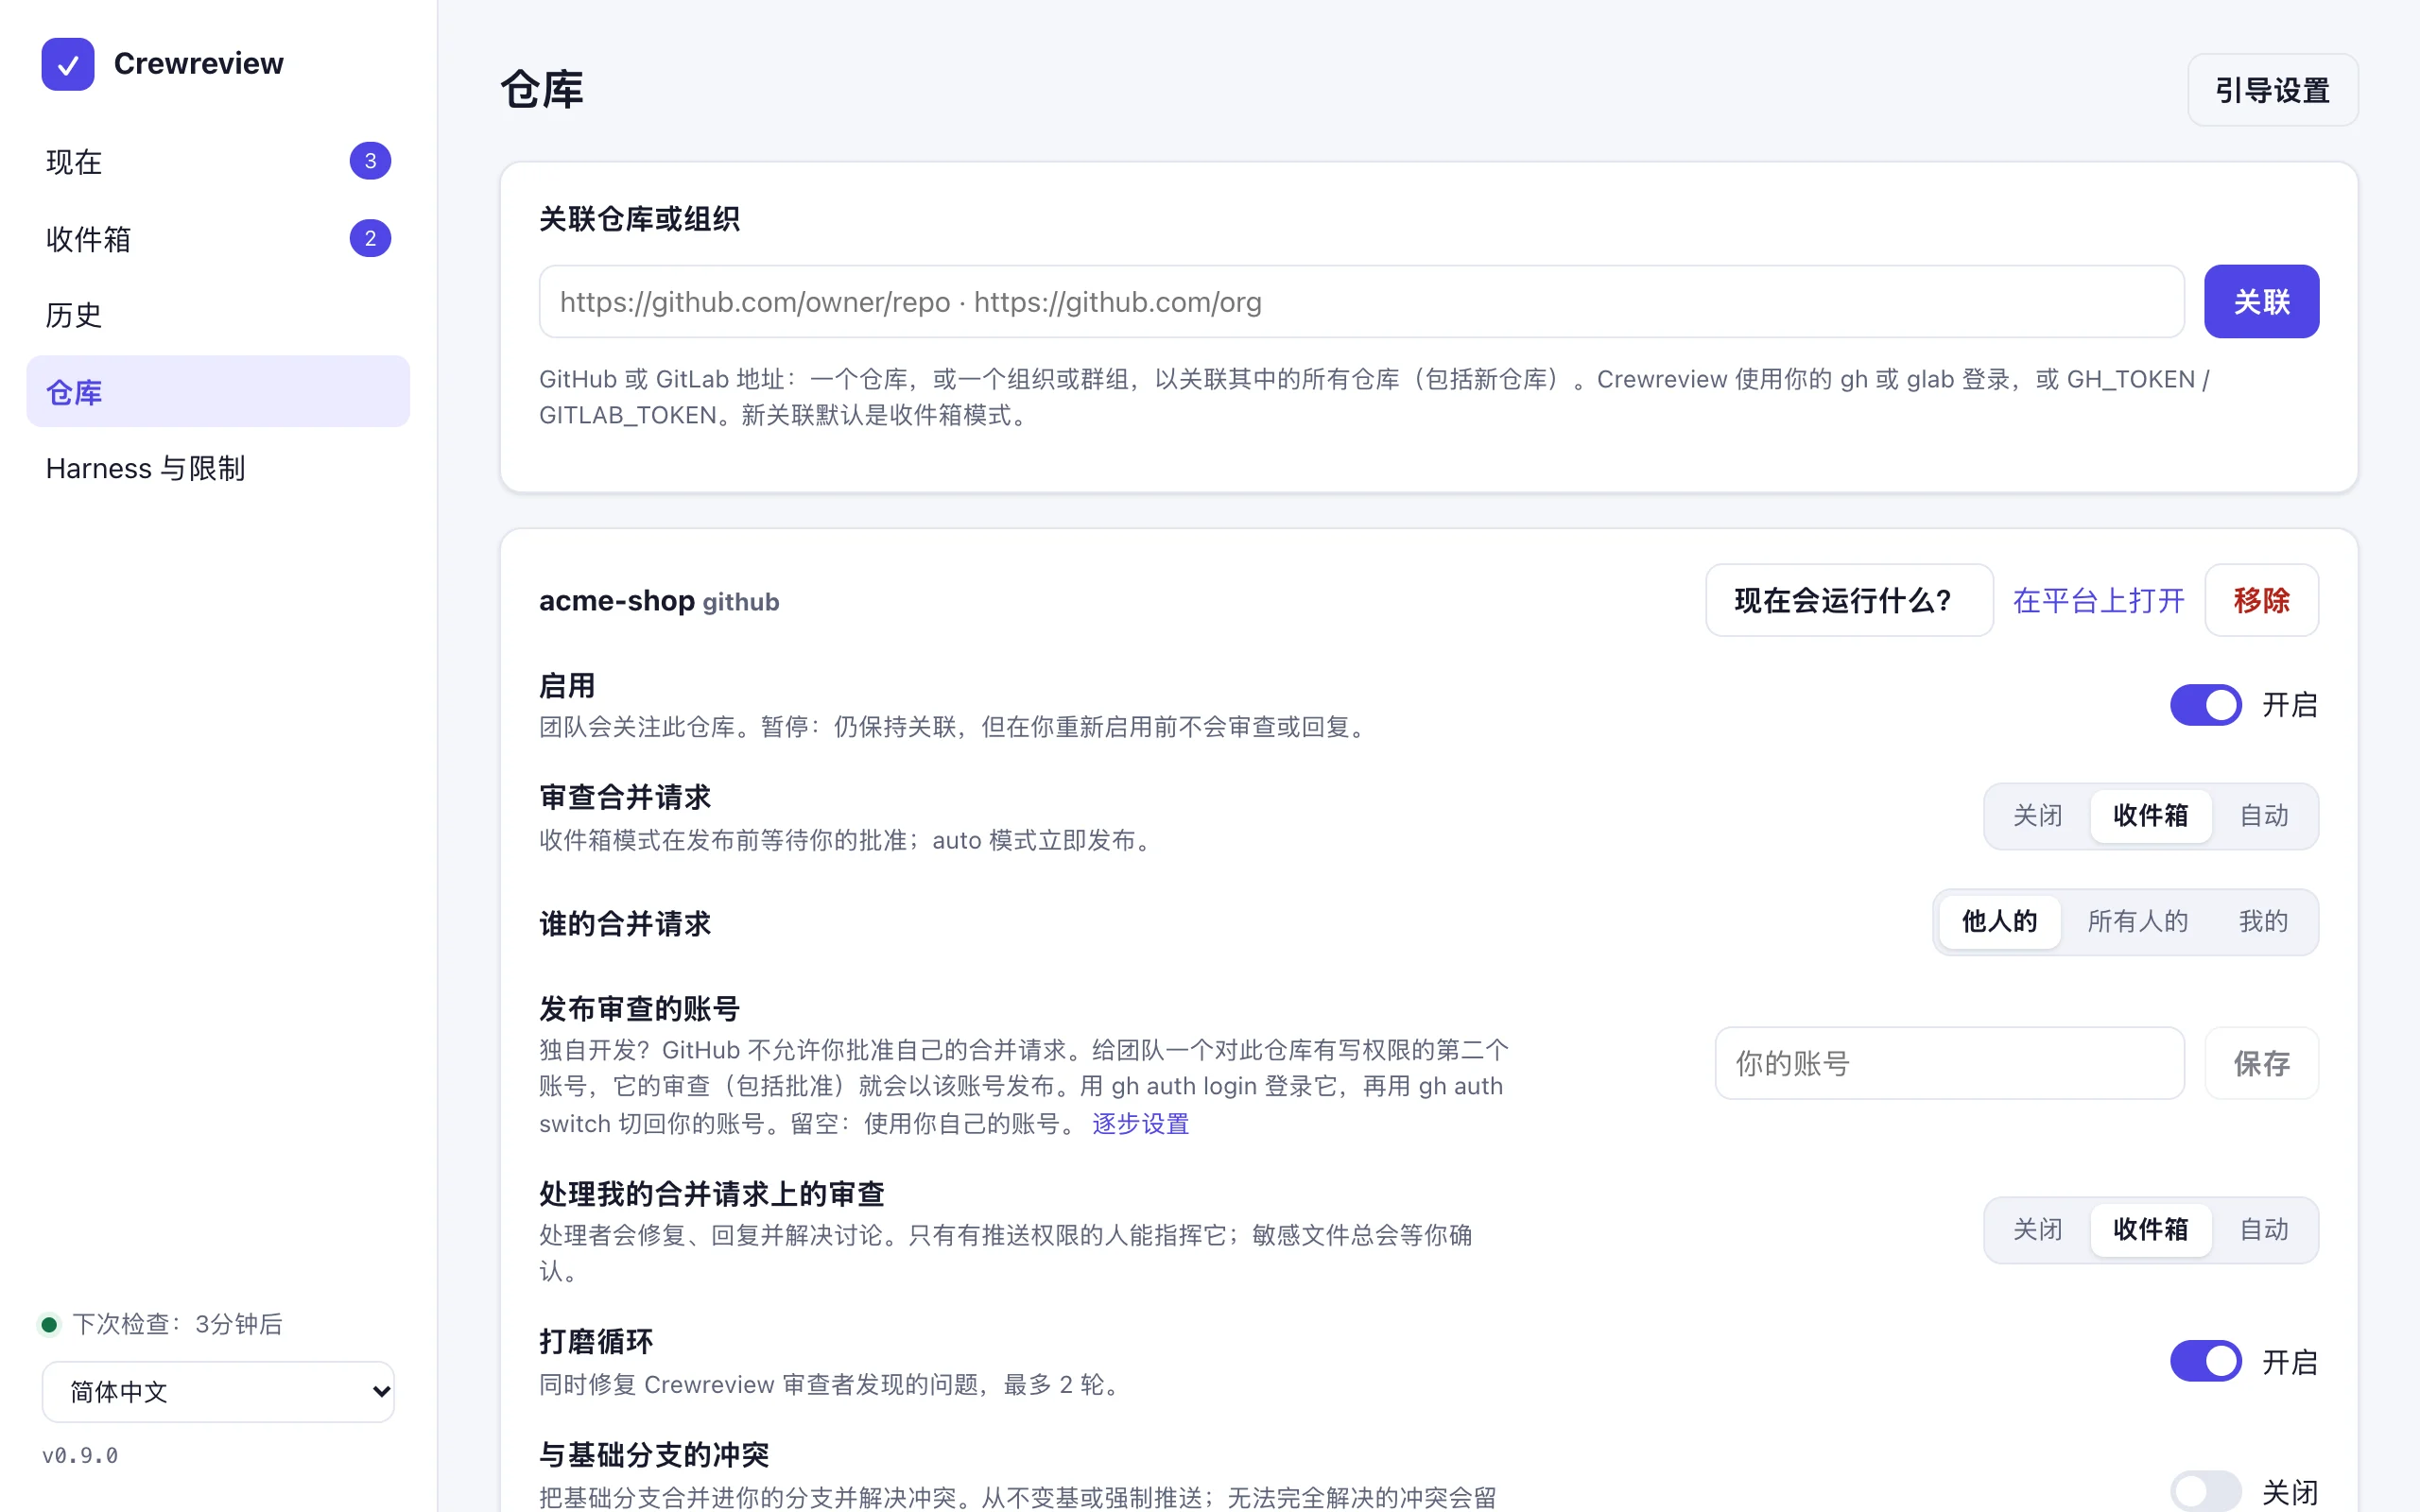 Crewreview
现在 3
收件箱 2
历史
仓库
Harness 与限制
下次检查：3分钟后
简体中文
v0.9.0
仓库
引导设置
关联仓库或组织
https://github.com/owner/repo · https://github.com/org
关联
GitHub 或 GitLab 地址：一个仓库，或一个组织或群组，以关联其中的所有仓库（包括新仓库）。Crewreview 使用你的 gh 或 glab 登录，或 GH_TOKEN /
GITLAB_TOKEN。新关联默认是收件箱模式。
acme-shop github
现在会运行什么？ 在平台上打开 移除
启用
团队会关注此仓库。暂停：仍保持关联，但在你重新启用前不会审查或回复。
开启
审查合并请求
收件箱模式在发布前等待你的批准；auto 模式立即发布。
关闭 收件箱 自动
谁的合并请求
他人的 所有人的 我的
发布审查的账号
独自开发？GitHub 不允许你批准自己的合并请求。给团队一个对此仓库有写权限的第二个
账号，它的审查（包括批准）就会以该账号发布。用 gh auth login 登录它，再用 gh auth
switch 切回你的账号。留空：使用你自己的账号。 逐步设置
你的账号 保存
处理我的合并请求上的审查
处理者会修复、回复并解决讨论。只有有推送权限的人能指挥它；敏感文件总会等你确
认。
关闭 收件箱 自动
打磨循环
同时修复 Crewreview 审查者发现的问题，最多 2 轮。
开启
与基础分支的冲突
把基础分支合并进你的分支并解决冲突。从不变基或强制推送；无法完全解决的冲突会留
关闭